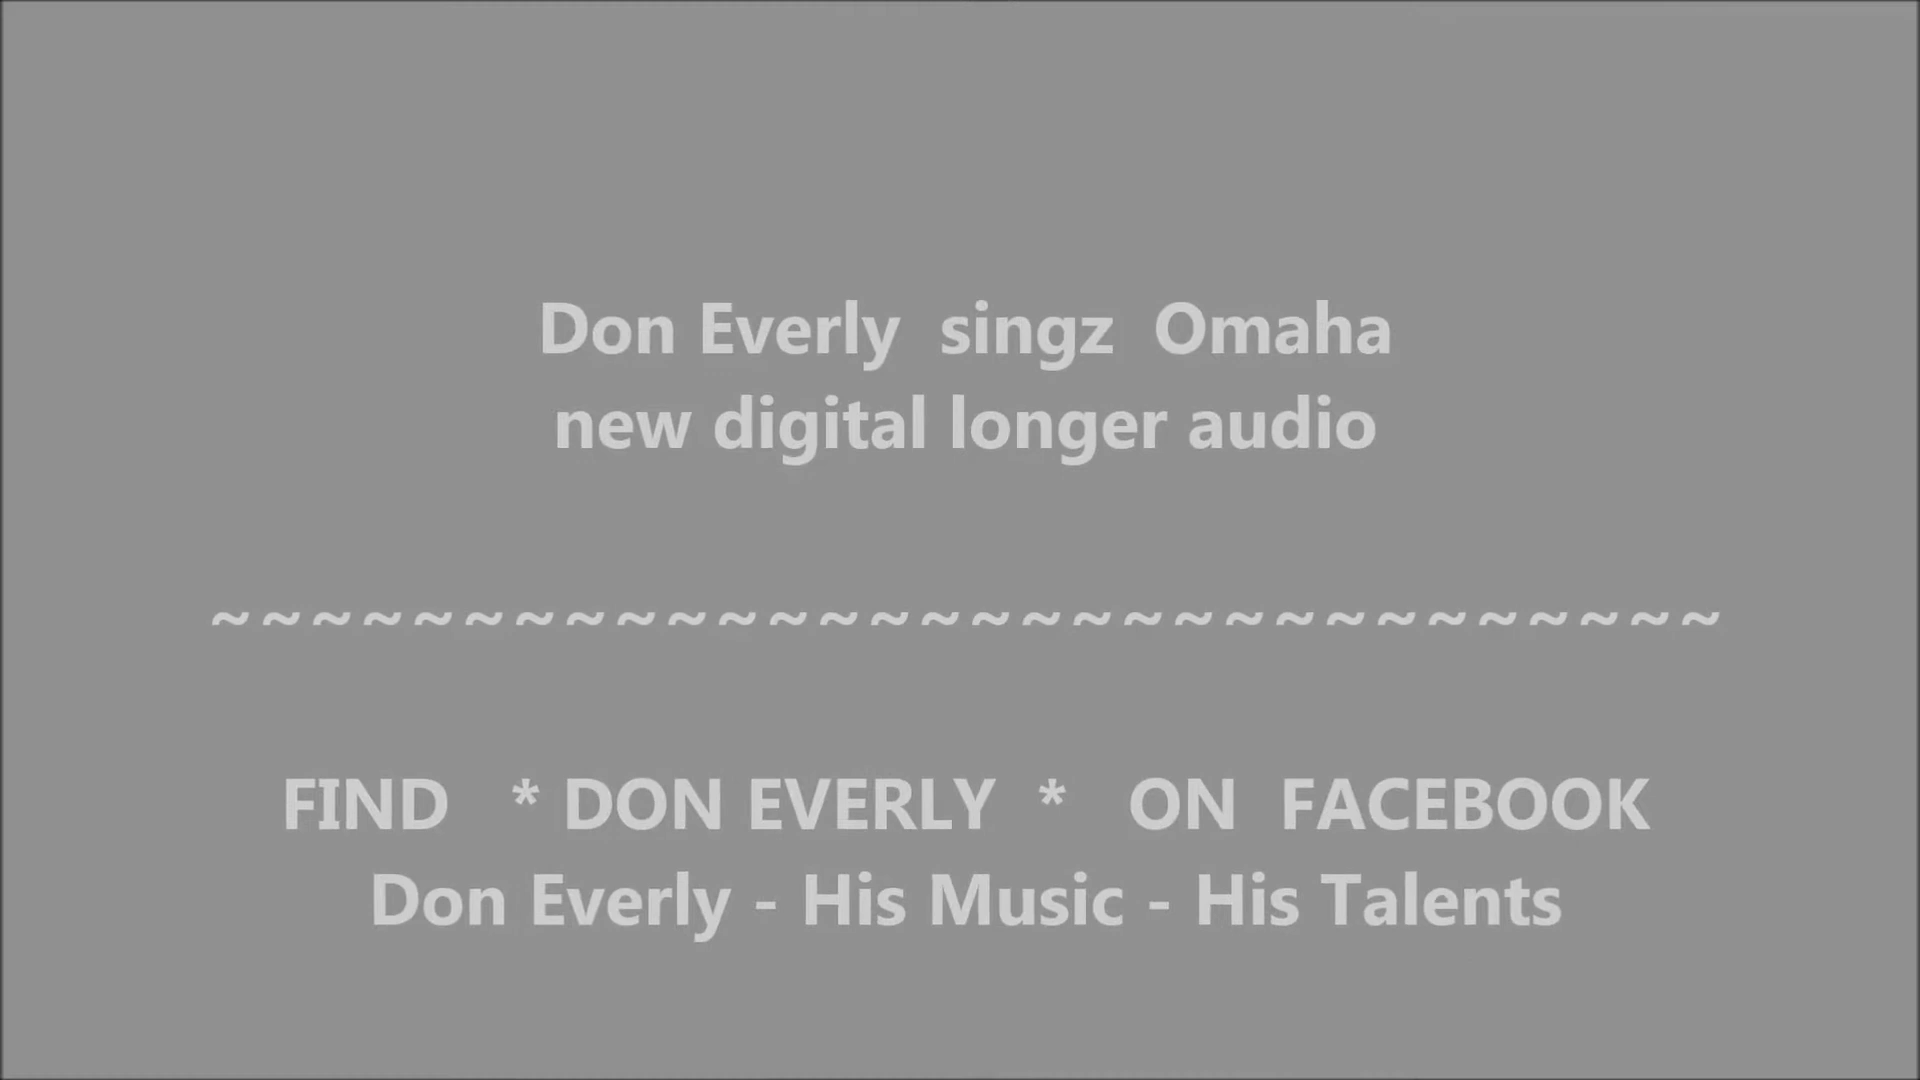 Don Everly singz Omaha
new digital longer audio
~ ~ ~ ~ ~ ~ ~ ~ ~ ~ ~ ~ ~ ~ ~ ~ ~ ~ ~ ~ ~ ~ ~ ~ ~ ~ ~ ~ ~ ~
FIND * DON EVERLY * ON FACEBOOK
Don Everly - His Music - His Talents